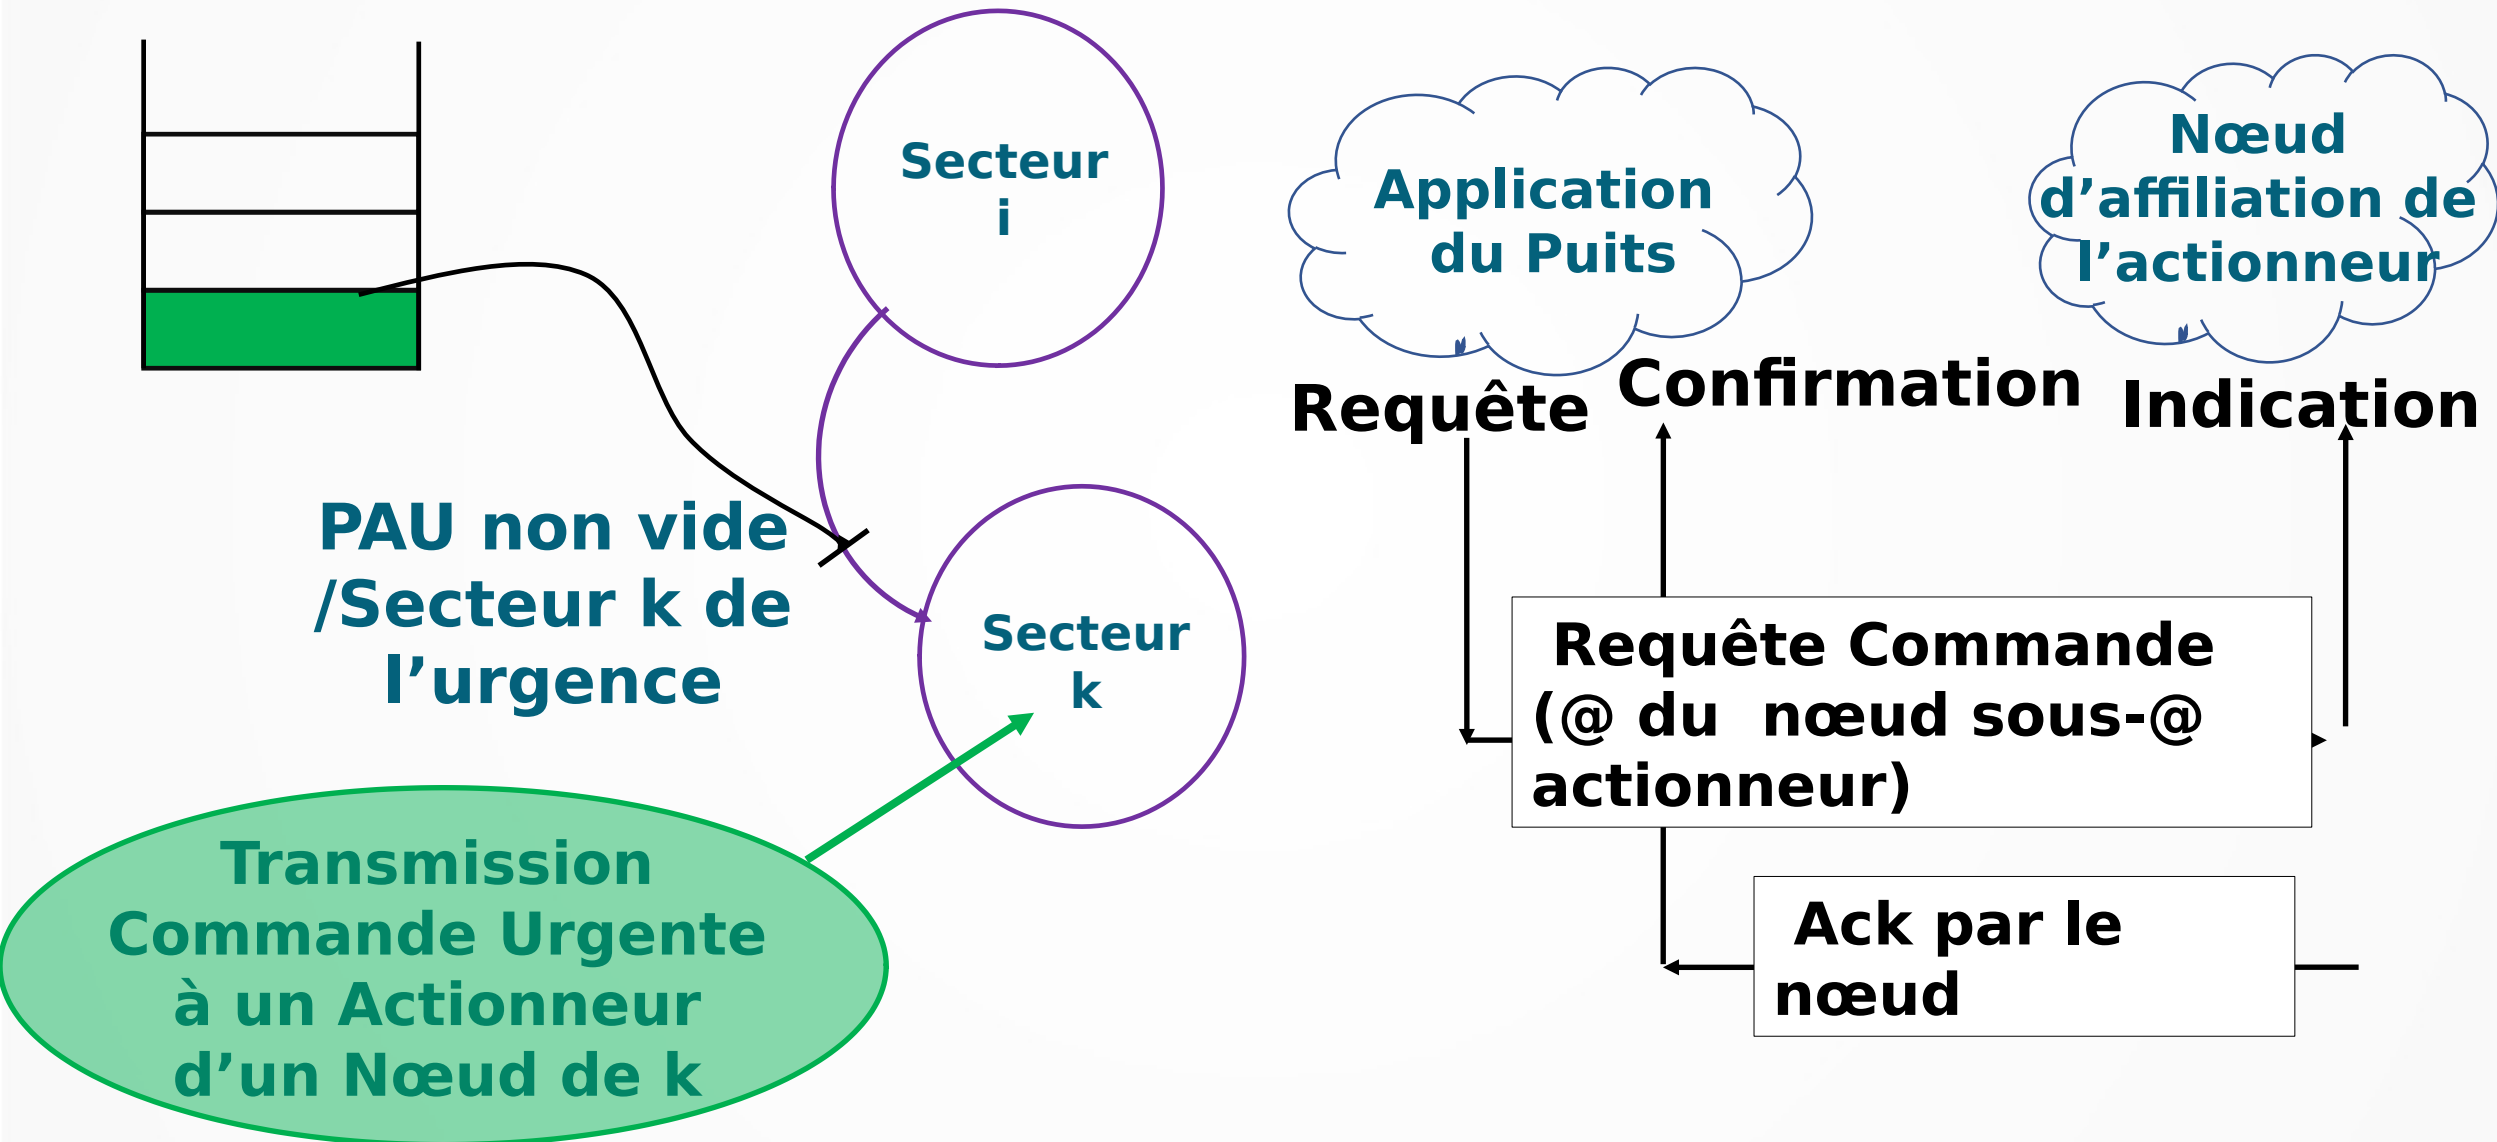 Secteur
i
PAU non vide
/Secteur k de
l’urgence
Secteur
k
Transmission
Commande Urgente
à un Actionneur
d’un Nœud de k
Application
du Puits
Nœud
d’affiliation de
l’actionneur
Requête
Confirmation
Indication
Requête Commande
(@ du nœud sous-@
actionneur)
Ack par le
nœud